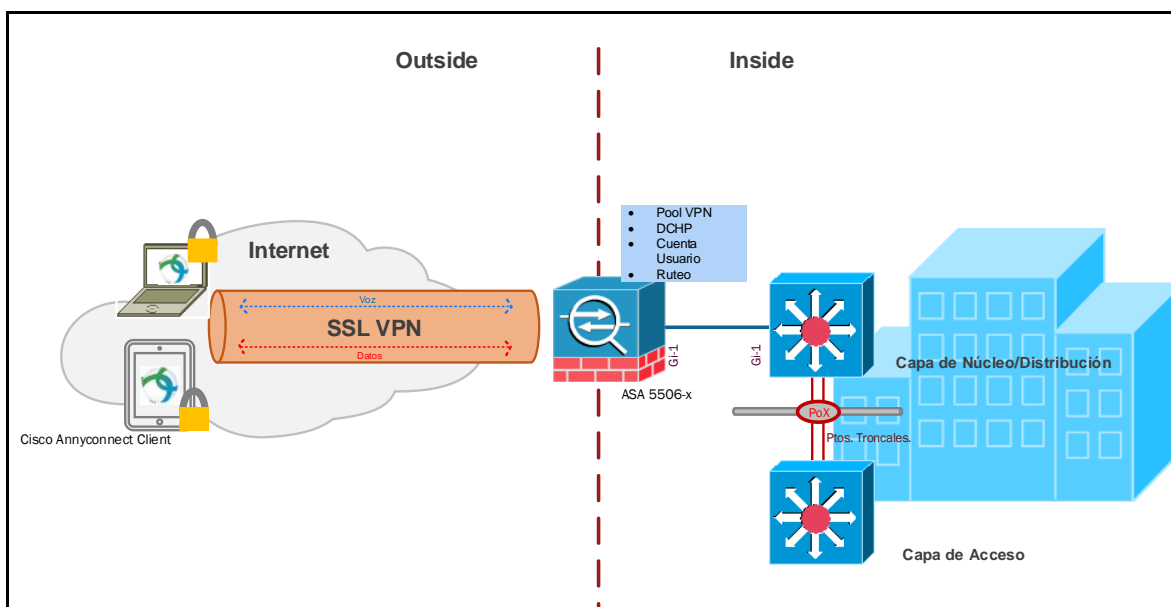 Outside
Inside
Pool VPN
DCHP
Cuenta
Usuario
Ruteo
Internet
Voz
SSL VPN
Datos
Gi-1
Gi-1
ASA 5506-x
Capa de Núcleo/Distribución
PoX
Ptos. Troncales.
Cisco Annyconnect Client
Capa de Acceso